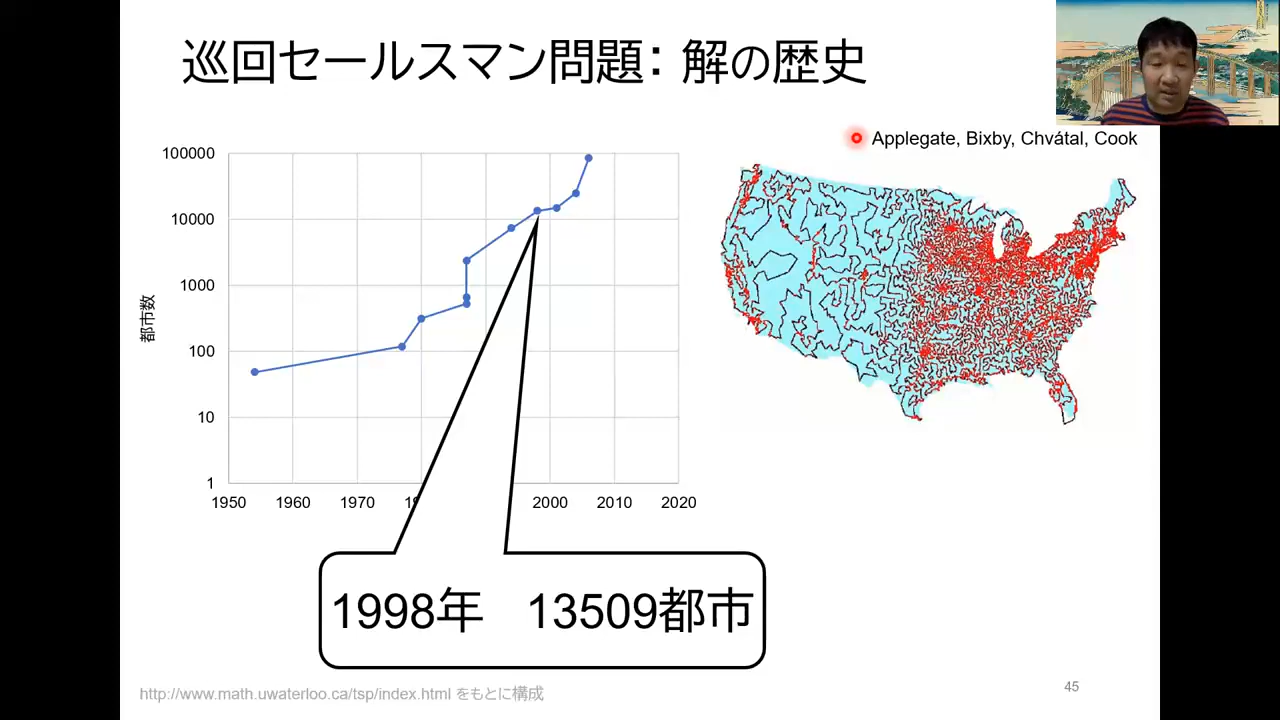 巡回セールスマン問題: 解の歴史
Applegate, Bixby, Chvátal, Cook
都市数
100000
10000
1000
100
10
1
1950 1960 1970 19 2000 2010 2020
1998年 13509都市
http://www.math.uwaterloo.ca/tsp/index.html をもとに構成
45